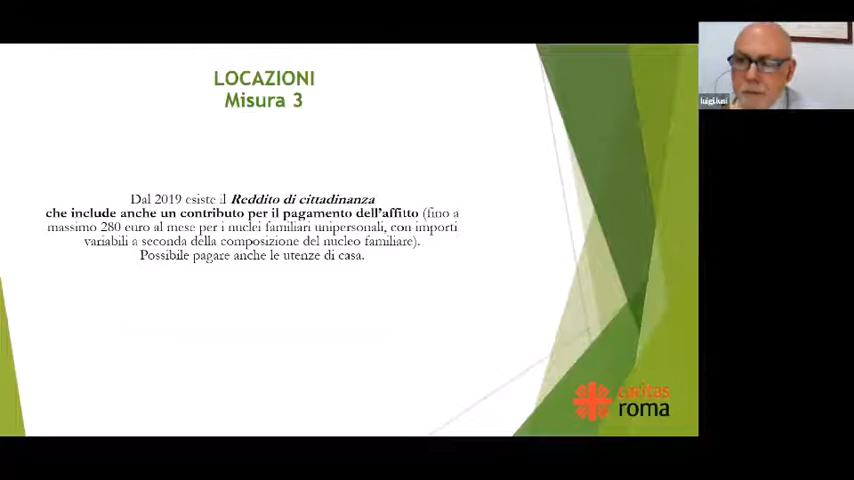 LOCAZIONI
Misura 3
Dal 2019 esiste il Reddito di cittadinanza
che include anche un contributo per il pagamento dell'affitto (fino a
massimo 280 euro al mese per i nuclei familiari unipersonali, con importi
variabili a seconda della composizione del nucleo familiare).
Possibile pagare anche le utenze di casa.
caritas
roma